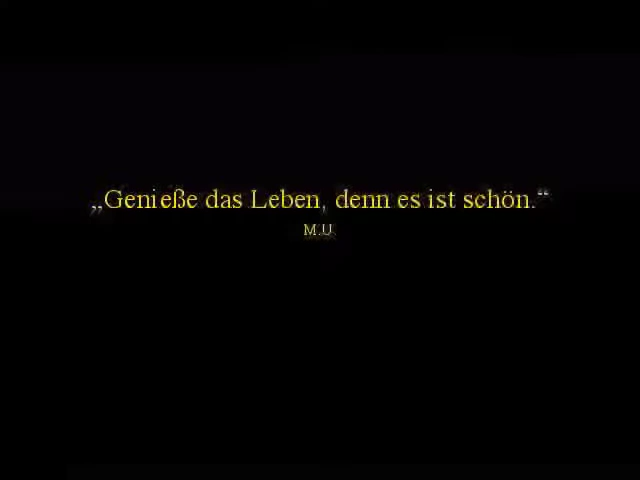 „Genieße das Leben, denn es ist schön.“
M.U.